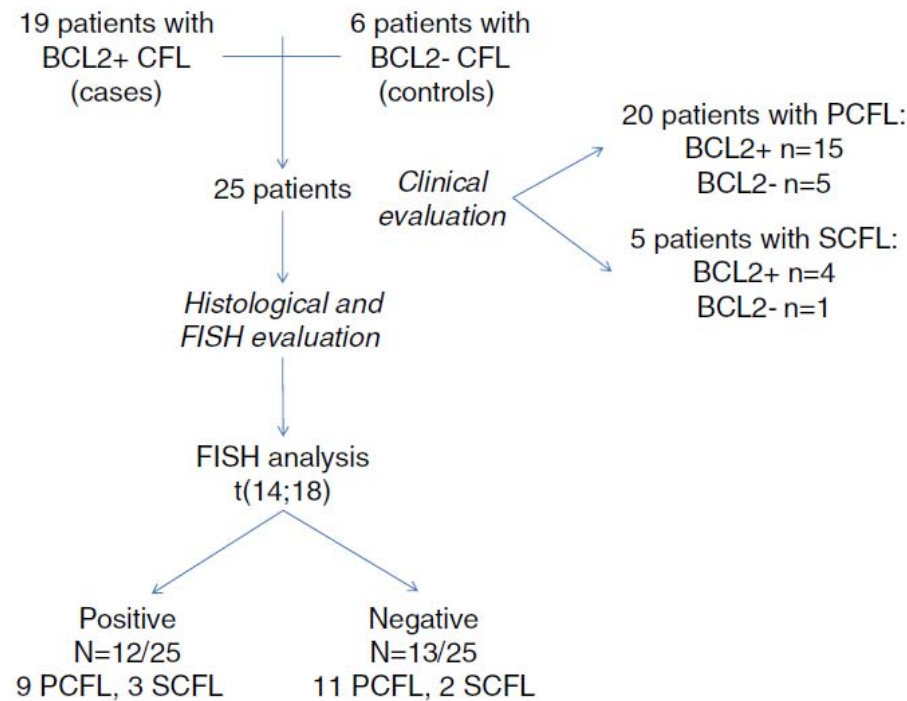 19 patients with
BCL2+ CFL
(cases)
6 patients with
BCL2- CFL
(controls)
25 patients
Clinical
evaluation
20 patients with PCFL:
BCL2+ n=15
BCL2- n=5
5 patients with SCFL:
BCL2+ n=4
BCL2- n=1
Histological and
FISH evaluation
FISH analysis
t(14;18)
Positive
N=12/25
9 PCFL, 3 SCFL
Negative
N=13/25
11 PCFL, 2 SCFL